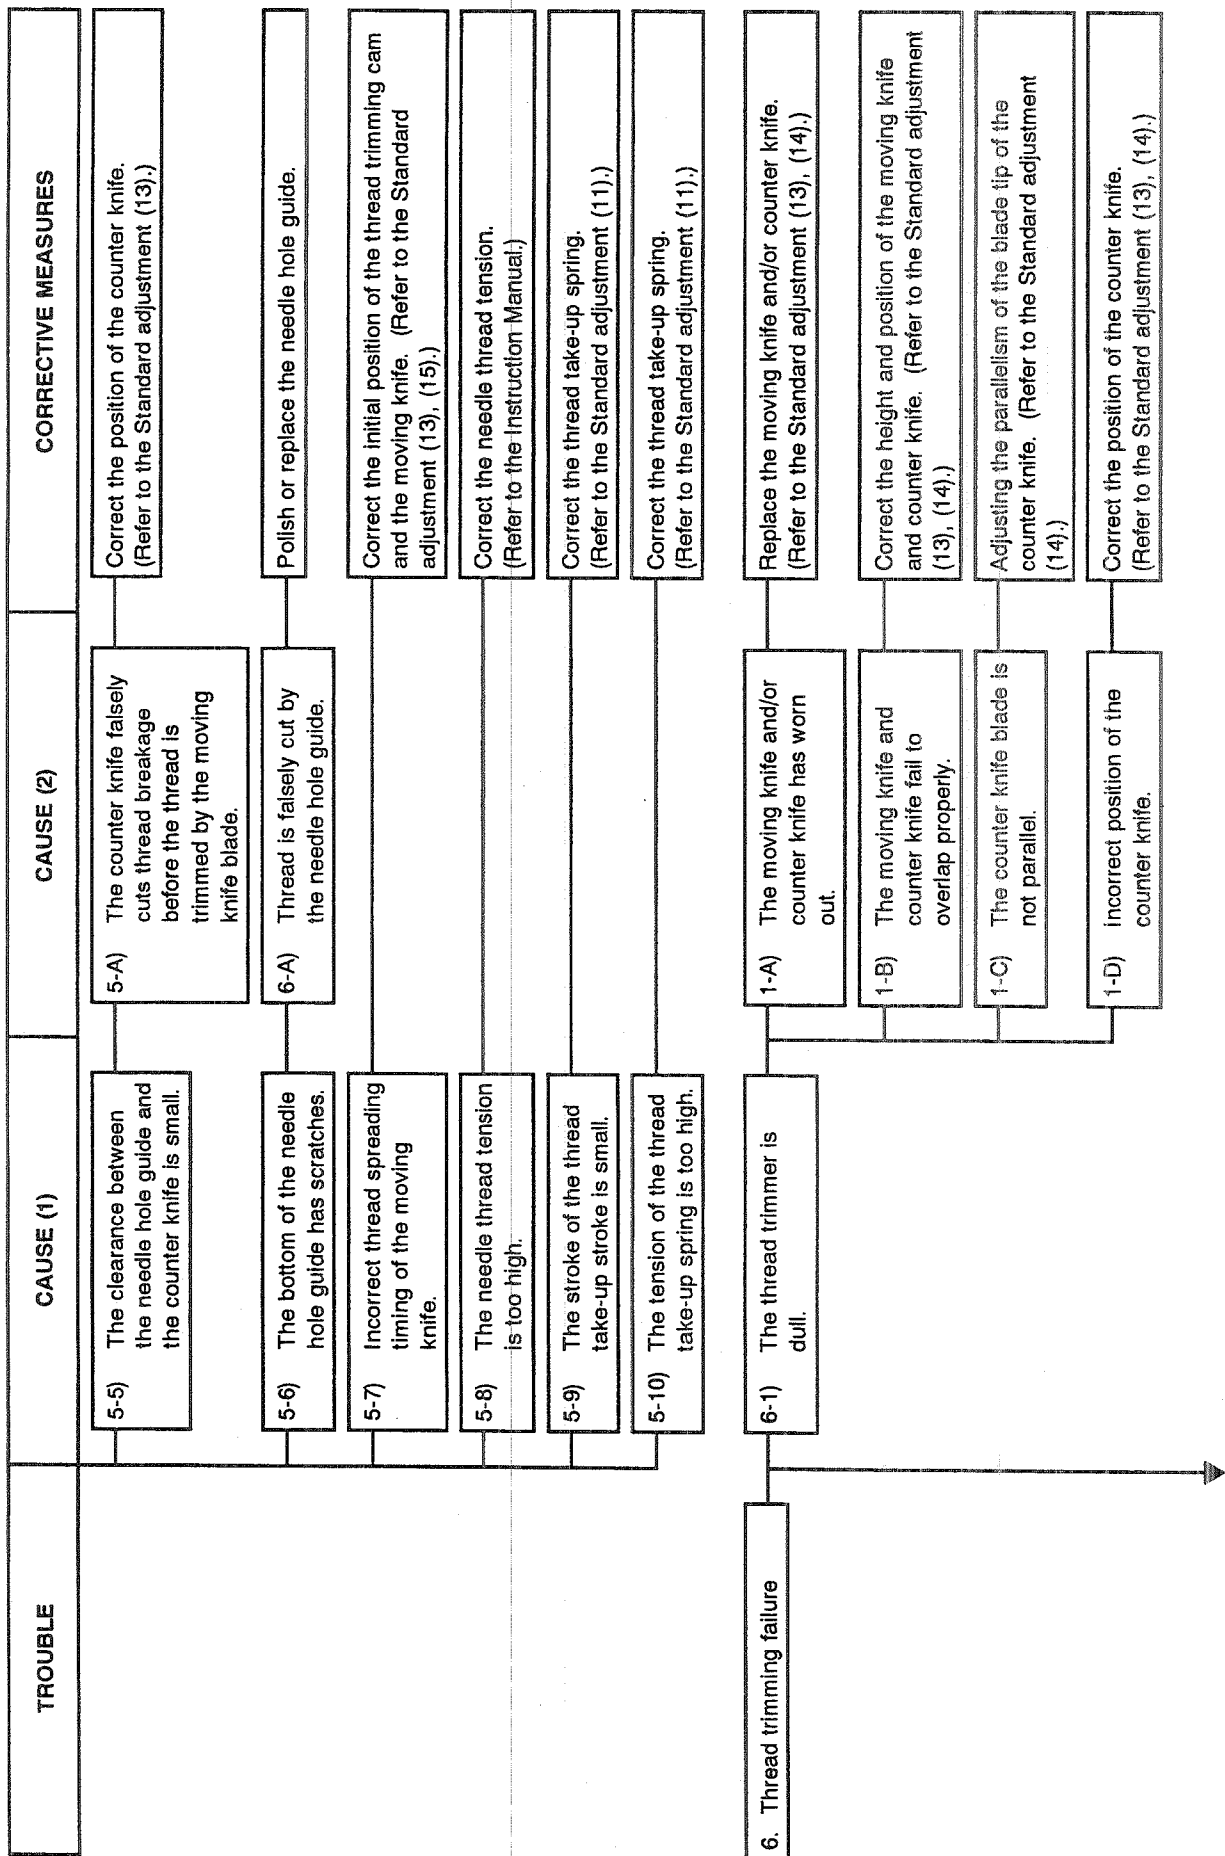 TROUBLE
CAUSE (1)
CAUSE (2)
CORRECTIVE MEASURES
5-5) The clearance between
the needle hole guide and
the counter knife is small.
5-A) The counter knife falsely
cuts thread breakage
before the thread is
trimmed by the moving
knife blade.
Correct the position of the counter knife.
(Refer to the Standard adjustment (13).)
5-6) The bottom of the needle
hole guide has scratches.
6-A) Thread is falsely cut by
the needle hole guide.
Polish or replace the needle hole guide.
5-7) Incorrect thread spreading
timing of the moving
knife.
Correct the initial position of the thread trimming cam
and the moving knife. (Refer to the Standard
adjustment (13), (15).)
5-8) The needle thread tension
is too high.
Correct the needle thread tension.
(Refer to the Instruction Manual.)
5-9) The stroke of the thread
take-up stroke is small.
Correct the thread take-up spring.
(Refer to the Standard adjustment (11).)
5-10) The tension of the thread
take-up spring is too high.
Correct the thread take-up spring.
(Refer to the Standard adjustment (11).)
6. Thread trimming failure
6-1) The thread trimmer is
dull.
1-A) The moving knife and/or
counter knife has worn
out.
Replace the moving knife and/or counter knife.
(Refer to the Standard adjustment (13), (14).)
1-B) The moving knife and
counter knife fail to
overlap properly.
Correct the height and position of the moving knife
and counter knife. (Refer to the Standard adjustment
(13), (14).)
1-C) The counter knife blade is
not parallel.
Adjusting the parallelism of the blade tip of the
counter knife. (Refer to the Standard adjustment
(14).)
1-D) incorrect position of the
counter knife.
Correct the position of the counter knife.
(Refer to the Standard adjustment (13), (14).)